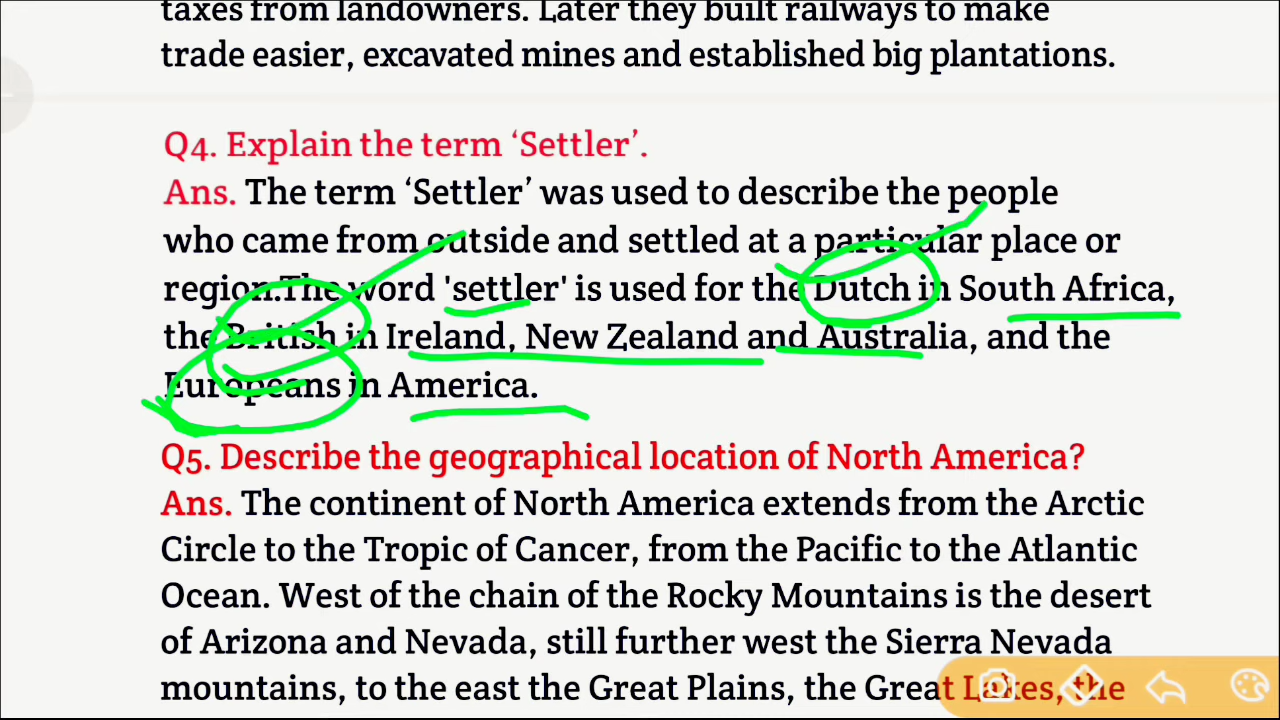 taxes from landowners. Later they built railways to make
trade easier, excavated mines and established big plantations.
Q4. Explain the term ‘Settler’.
Ans. The term ‘Settler’ was used to describe the people
who came from outside and settled at a particular place or
region.The word 'settler' is used for the Dutch in South Africa,
the British in Ireland, New Zealand and Australia, and the
Europeans in America.
Q5. Describe the geographical location of North America?
Ans. The continent of North America extends from the Arctic
Circle to the Tropic of Cancer, from the Pacific to the Atlantic
Ocean. West of the chain of the Rocky Mountains is the desert
of Arizona and Nevada, still further west the Sierra Nevada
mountains, to the east the Great Plains, the Great Lakes, the